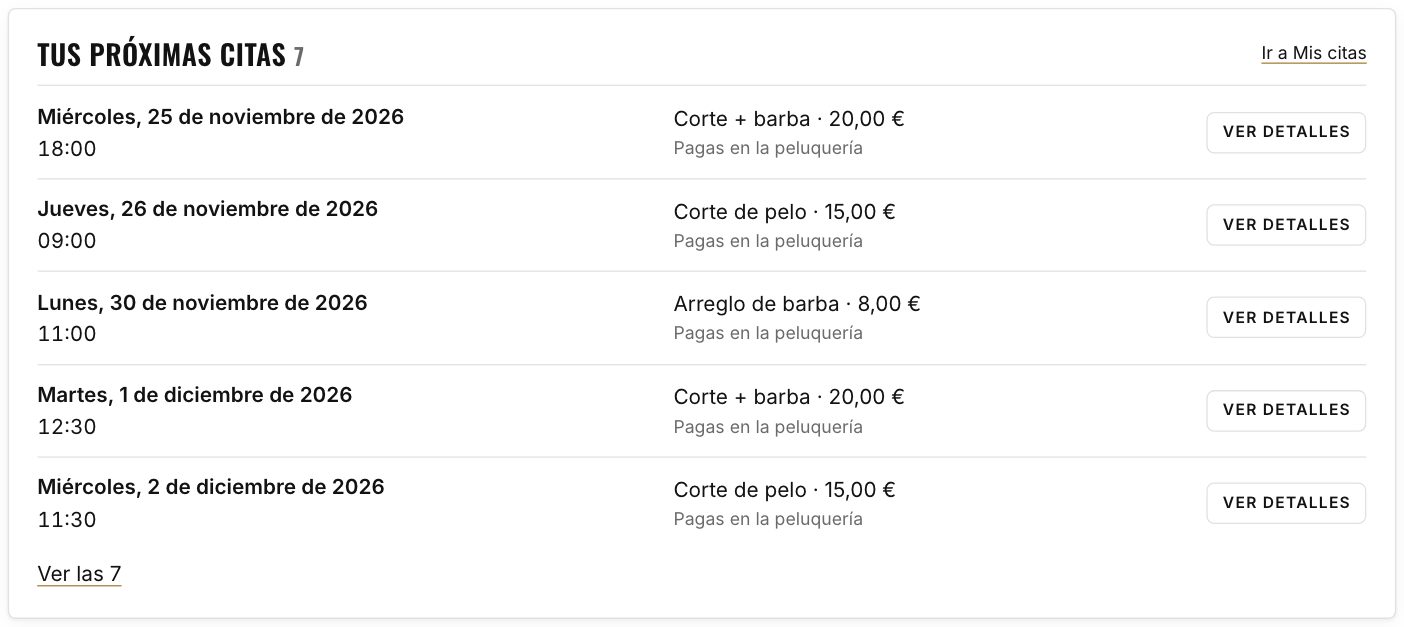 TUS PRÓXIMAS CITAS 7
Ir a Mis citas
Miércoles, 25 de noviembre de 2026
18:00
Corte + barba · 20,00 €
Pagas en la peluquería
VER DETALLES
Jueves, 26 de noviembre de 2026
09:00
Corte de pelo · 15,00 €
Pagas en la peluquería
VER DETALLES
Lunes, 30 de noviembre de 2026
11:00
Arreglo de barba · 8,00 €
Pagas en la peluquería
VER DETALLES
Martes, 1 de diciembre de 2026
12:30
Corte + barba · 20,00 €
Pagas en la peluquería
VER DETALLES
Miércoles, 2 de diciembre de 2026
11:30
Corte de pelo · 15,00 €
Pagas en la peluquería
VER DETALLES
Ver las 7